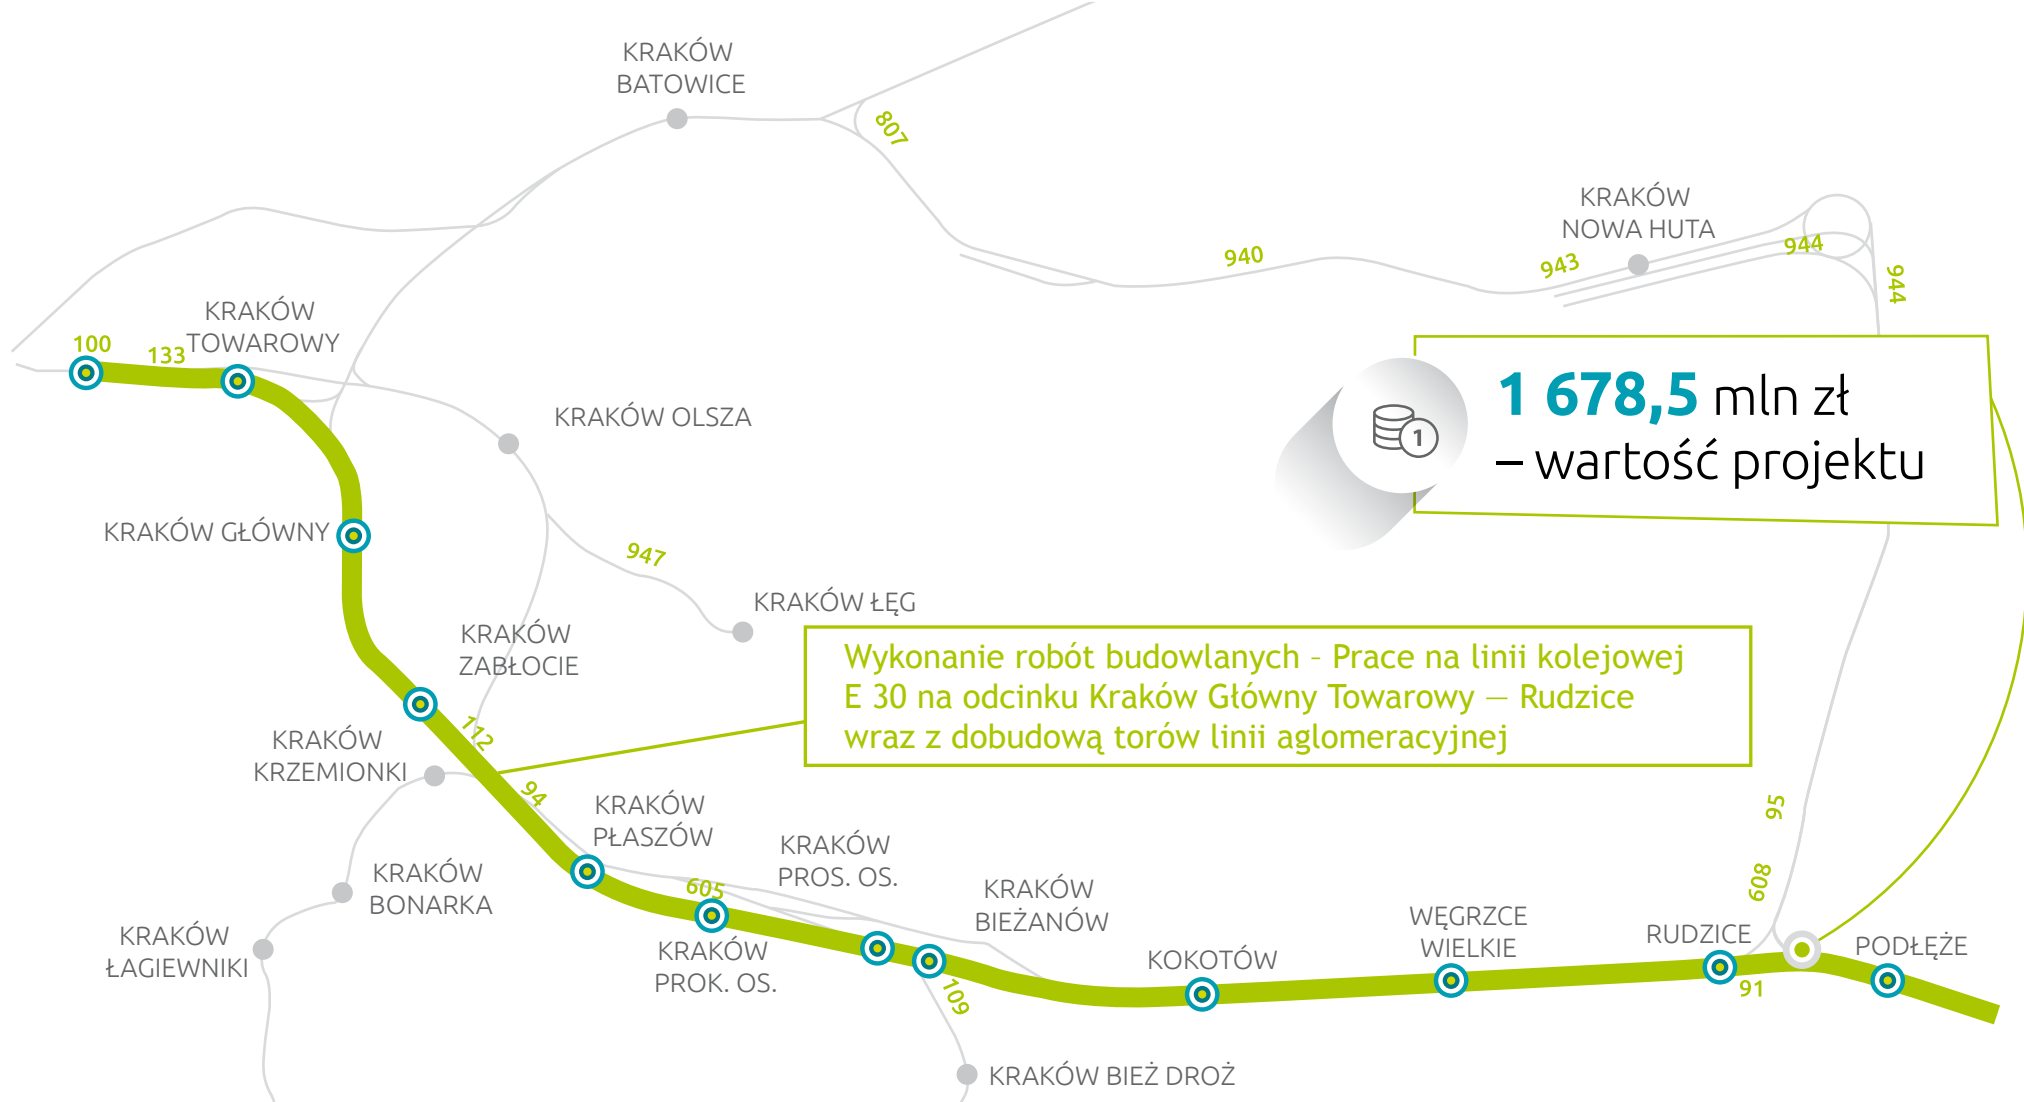 KRAKÓW
BATOWICE
807
KRAKÓW
NOWA HUTA
940
943
944
944
KRAKÓW
TOWAROWY
100
133
1 678,5 mln zł
– wartość projektu
1
KRAKÓW OLSZA
KRAKÓW GŁÓWNY
947
KRAKÓW ŁĘG
KRAKÓW
ZABŁOCIE
Wykonanie robót budowlanych – Prace na linii kolejowej
E 30 na odcinku Kraków Główny Towarowy — Rudzice
wraz z dobudową torów linii aglomeracyjnej
112
KRAKÓW
KRZEMIONKI
94
KRAKÓW
PŁASZÓW
95
KRAKÓW
PROS. OS.
KRAKÓW
BONARKA
605
608
KRAKÓW
BIEŻANÓW
WĘGRZCE
WIELKIE
KRAKÓW
ŁAGIEWNIKI
KRAKÓW
PROK. OS.
KOKOTÓW
RUDZICE
PODŁĘŻE
91
109
KRAKÓW BIEŻ DROŻ